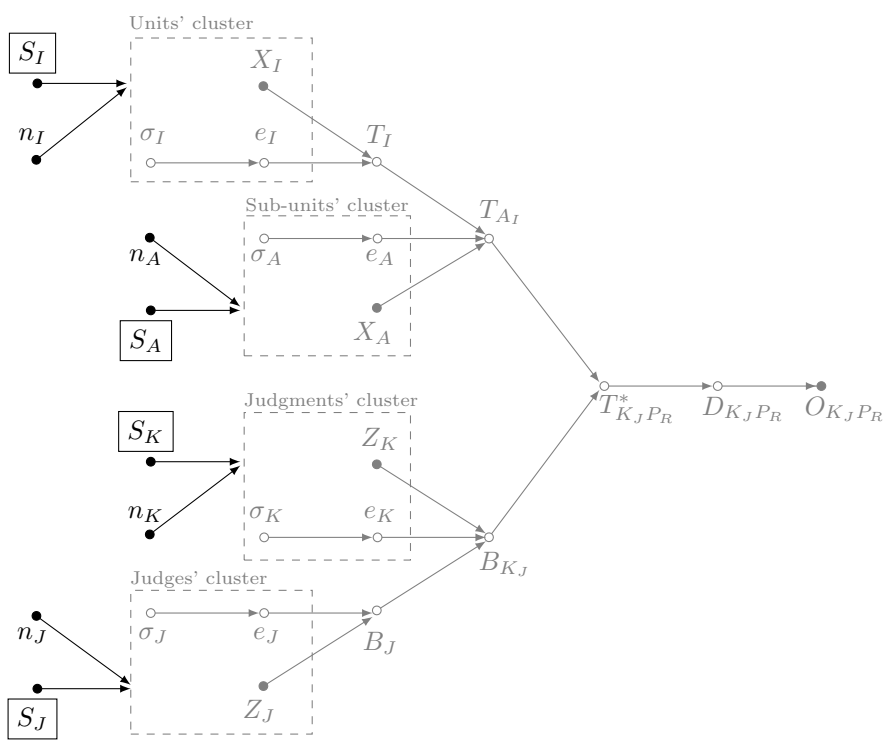 Units' cluster
S_I
X_I
n_I
σ_I
e_I
T_I
Sub-units' cluster
T_{A_I}
n_A
σ_A
e_A
S_A
X_A
T^*_{K_J P_R}
D_{K_J P_R}
O_{K_J P_R}
Judgments' cluster
S_K
Z_K
n_K
σ_K
e_K
B_{K_J}
Judges' cluster
n_J
σ_J
e_J
B_J
S_J
Z_J